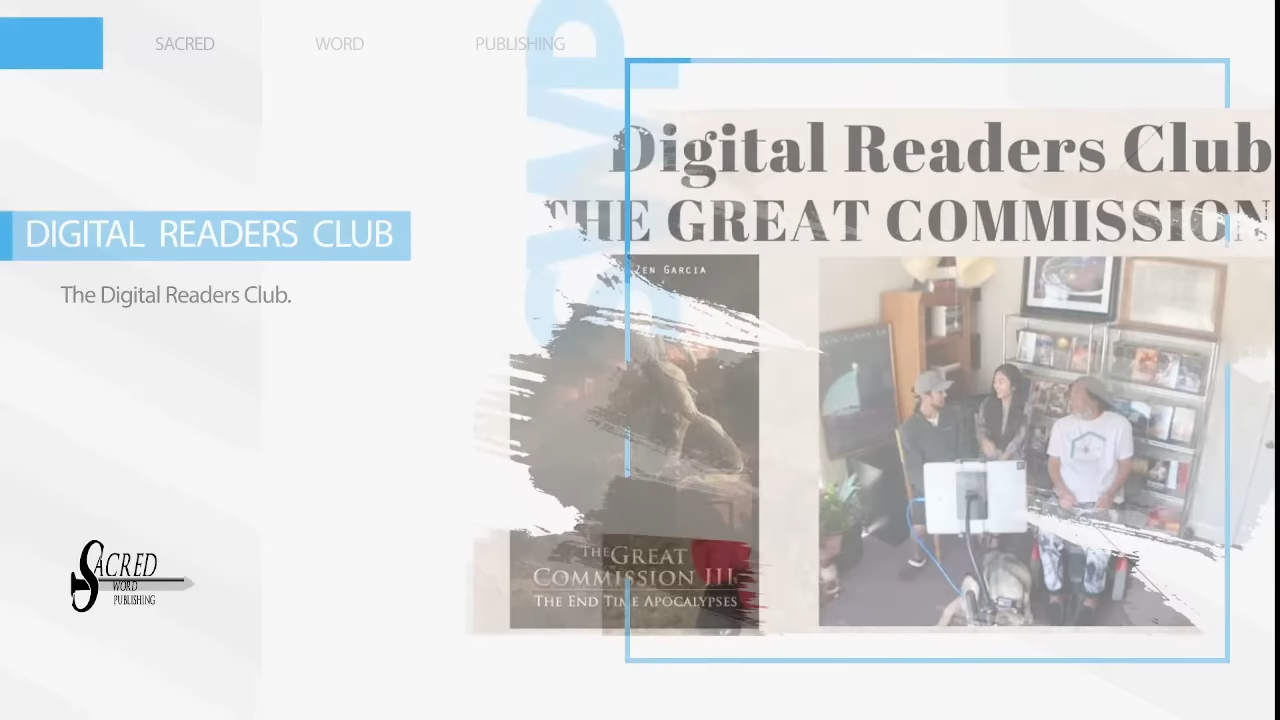 SACRED WORD PUBLISHING
SWP
Digital Readers Club
THE GREAT COMMISSION
DIGITAL READERS CLUB
The Digital Readers Club.
ZEN GARCIA
THE GREAT
COMMISSION III
THE END TIME APOCALYPSES
SACRED
WORD
PUBLISHING